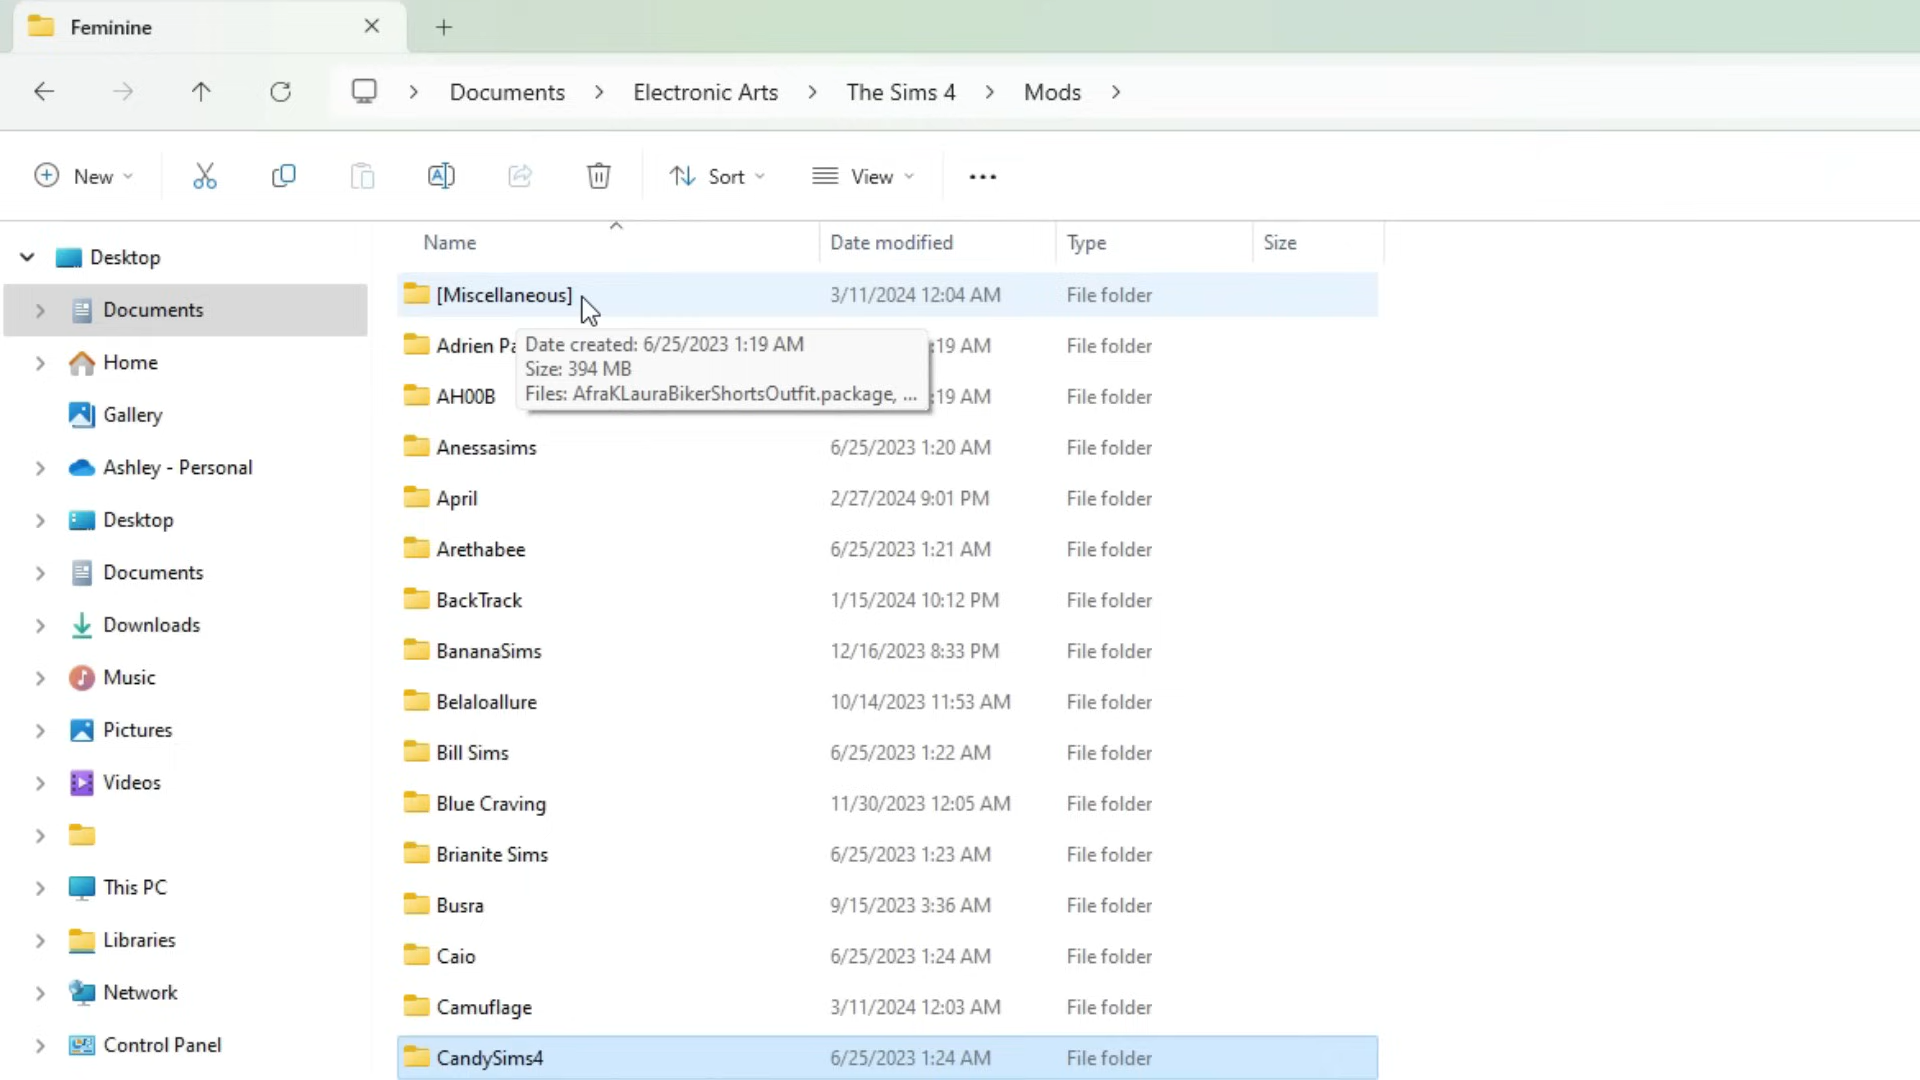 Feminine
Documents > Electronic Arts > The Sims 4 > Mods >
New Sort View
Name Date modified Type Size
Desktop
Documents
Home
Gallery
Ashley - Personal
Desktop
Documents
Downloads
Music
Pictures
Videos
This PC
Libraries
Network
Control Panel
[Miscellaneous] 3/11/2024 12:04 AM File folder
Adrien :19 AM File folder
Date created: 6/25/2023 1:19 AM
Size: 394 MB
Files: AfraKLauraBikerShortsOutfit.package, ...
AH00B :19 AM File folder
Anessasims 6/25/2023 1:20 AM File folder
April 2/27/2024 9:01 PM File folder
Arethabee 6/25/2023 1:21 AM File folder
BackTrack 1/15/2024 10:12 PM File folder
BananaSims 12/16/2023 8:33 PM File folder
Belaloallure 10/14/2023 11:53 AM File folder
Bill Sims 6/25/2023 1:22 AM File folder
Blue Craving 11/30/2023 12:05 AM File folder
Brianite Sims 6/25/2023 1:23 AM File folder
Busra 9/15/2023 3:36 AM File folder
Caio 6/25/2023 1:24 AM File folder
Camuflage 3/11/2024 12:03 AM File folder
CandySims4 6/25/2023 1:24 AM File folder